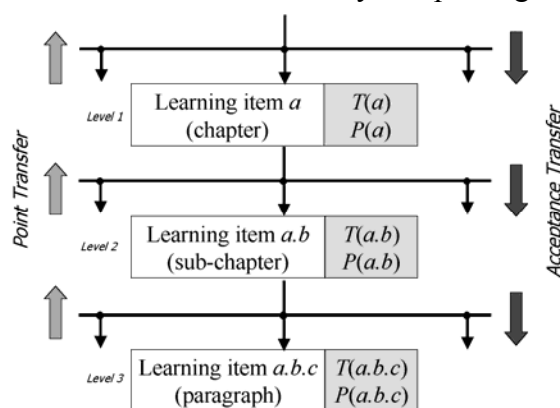 Point Transfer
Acceptance Transfer
Level 1
Learning item a
(chapter)
T(a)
P(a)
Level 2
Learning item a.b
(sub-chapter)
T(a.b)
P(a.b)
Level 3
Learning item a.b.c
(paragraph)
T(a.b.c)
P(a.b.c)